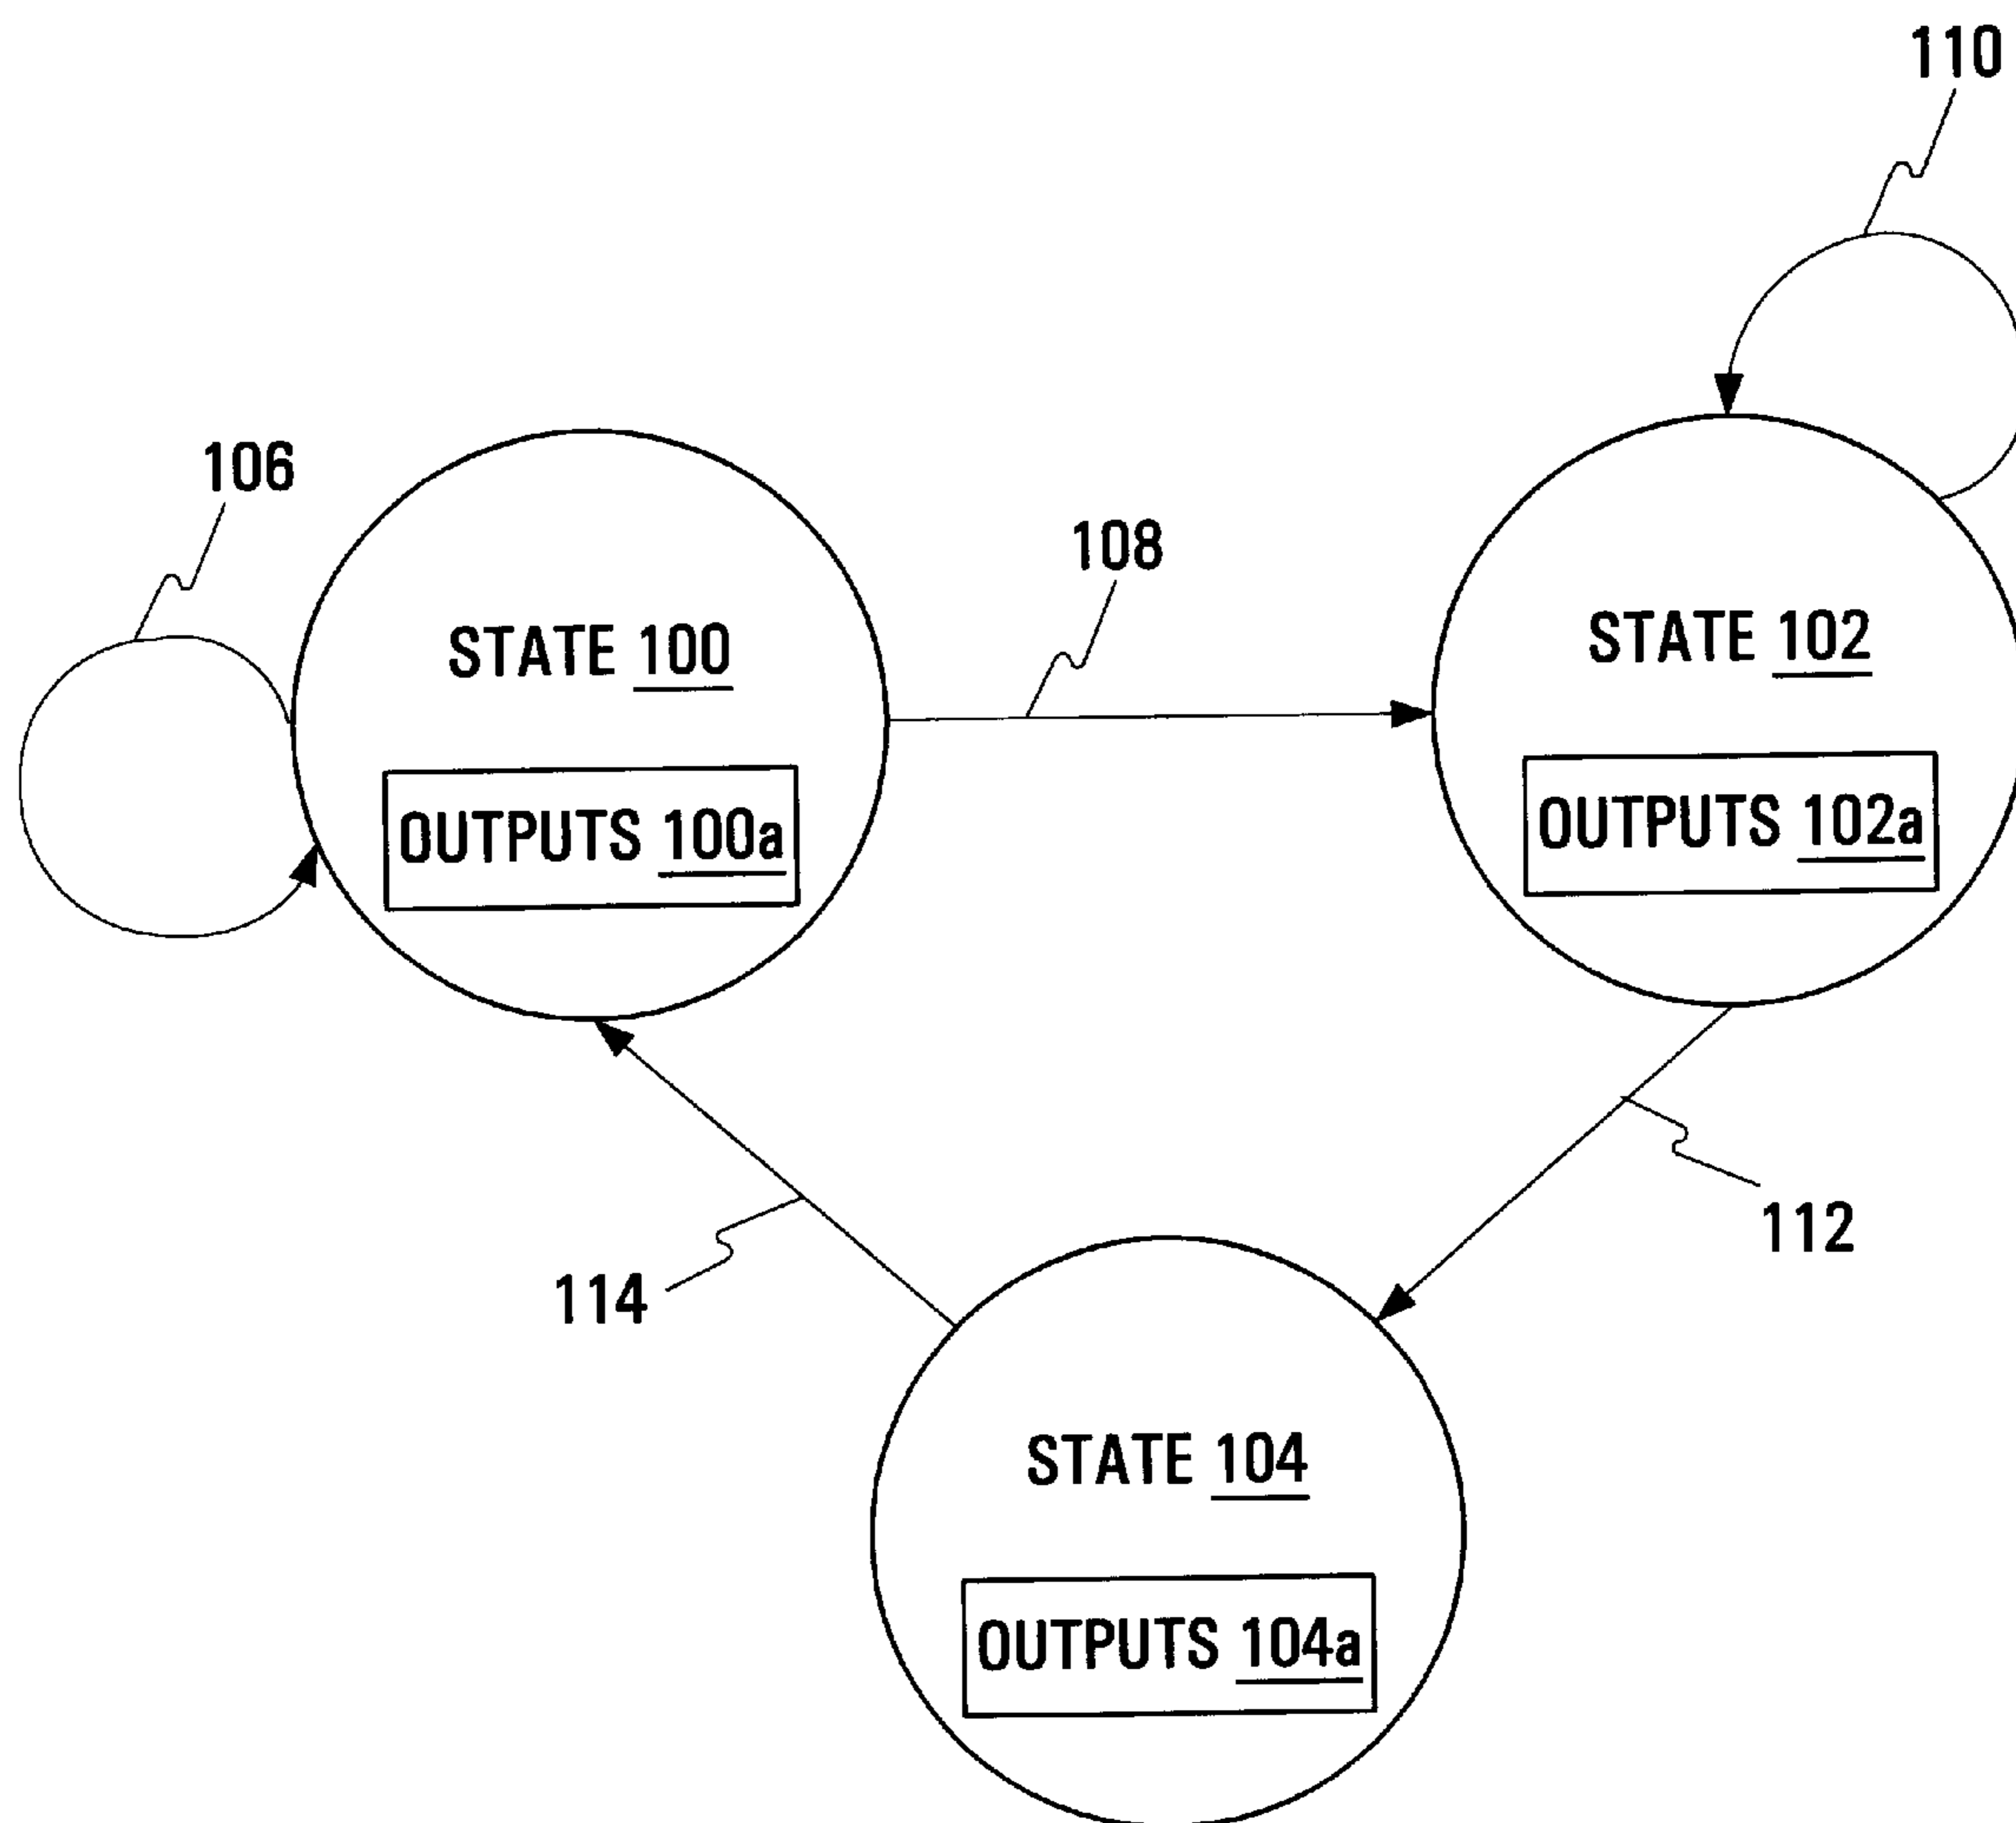 110
106
108
STATE 100
STATE 102
OUTPUTS 100a
OUTPUTS 102a
112
114
STATE 104
OUTPUTS 104a